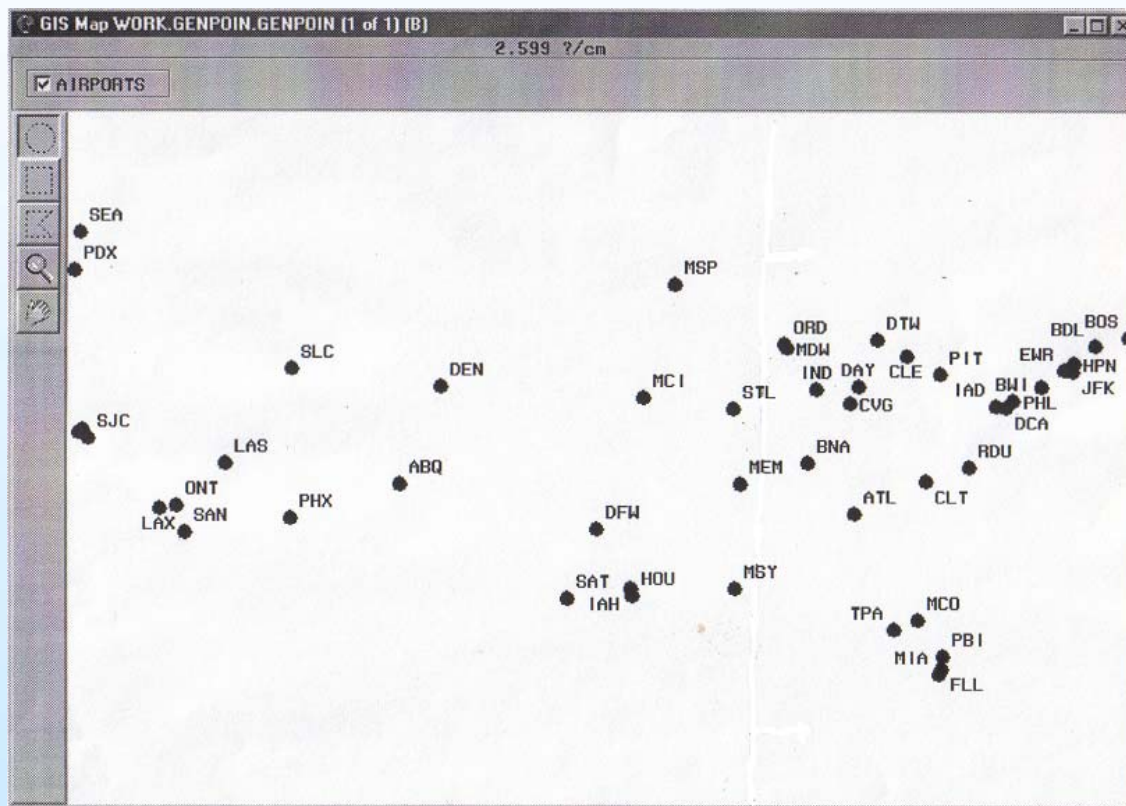 GIS Map WORK.GENPOIN.GENPOIN (1 of 1) (B)
2.599 ?/cm
AIRPORTS
SEA
PDX
MSP
ORD
DTW
BDL
BOS
SLC
MDW
EWR
DEN
IND
DAY
CLE
PIT
HPN
MCI
IAD
BWI
JFK
STL
CVG
PHL
SJC
DCA
LAS
ABQ
MEM
BNA
RDU
ONT
ATL
CLT
LAX
SAN
PHX
DFW
SAT
HOU
MSY
IAH
TPA
MCO
PBI
MIA
FLL